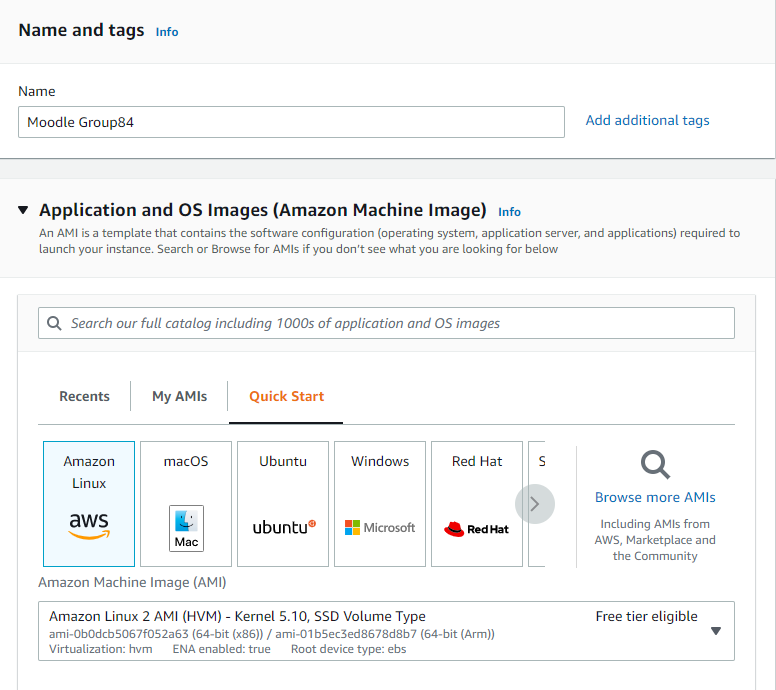 Name and tags Info
Name
Moodle Group84
Add additional tags
Application and OS Images (Amazon Machine Image) Info
An AMI is a template that contains the software configuration (operating system, application server, and applications) required to
launch your instance. Search or Browse for AMIs if you don't see what you are looking for below
Search our full catalog including 1000s of application and OS images
Recents
My AMIs
Quick Start
Amazon
Linux
aws
macOS
Mac
Ubuntu
ubuntu
Windows
Microsoft
Red Hat
Red Hat
S
Browse more AMIs
Including AMIs from
AWS, Marketplace and
the Community
Amazon Machine Image (AMI)
Amazon Linux 2 AMI (HVM) - Kernel 5.10, SSD Volume Type
Free tier eligible
ami-0b0dcb5067f052a63 (64-bit (x86)) / ami-01b5ec3ed8678d8b7 (64-bit (Arm))
Virtualization: hvm ENA enabled: true Root device type: ebs